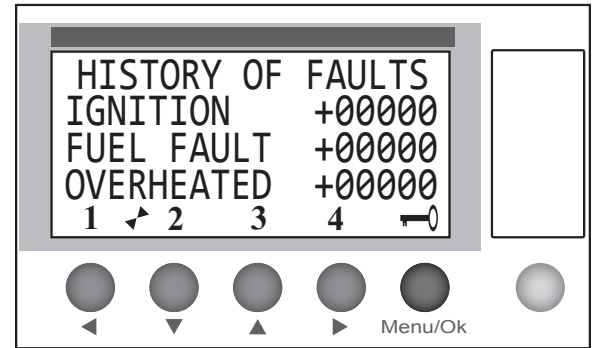 HISTORY OF FAULTS
IGNITION +00000
FUEL FAULT +00000
OVERHEATED +00000
1 2 3 4
Menu/Ok